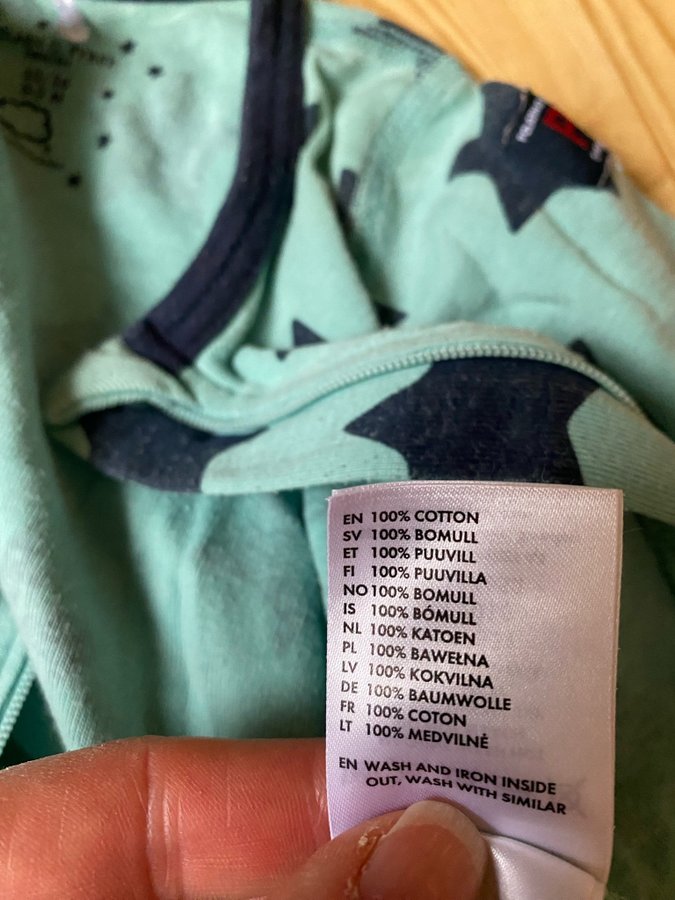 EN 100% COTTON
SV 100% BOMULL
ET 100% PUUVILL
FI 100% PUUVILLA
NO 100% BOMULL
IS 100% BÓMULL
NL 100% KATOEN
PL 100% BAWEŁNA
LV 100% KOKVILNA
DE 100% BAUMWOLLE
FR 100% COTON
LT 100% MEDVILNĖ
EN WASH AND IRON INSIDE
OUT, WASH WITH SIMILAR